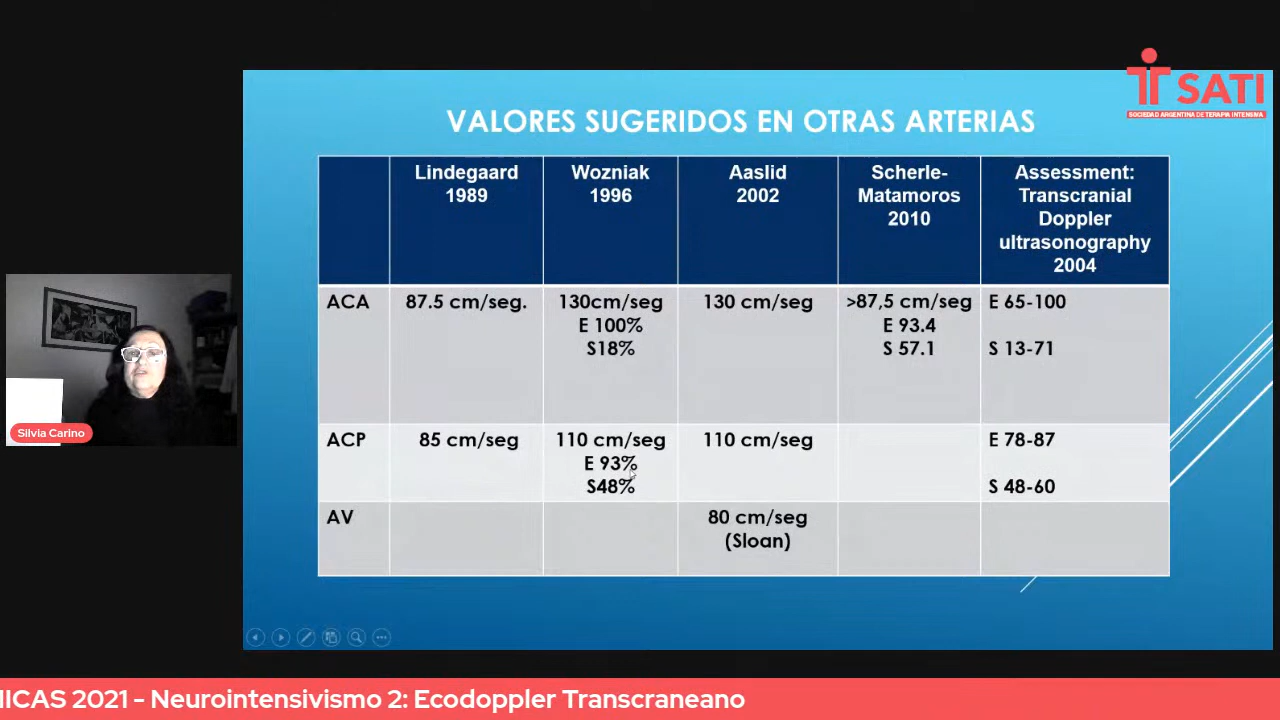 SATI
SOCIEDAD ARGENTINA DE TERAPIA INTENSIVA
VALORES SUGERIDOS EN OTRAS ARTERIAS
Lindegaard
1989
Wozniak
1996
Aaslid
2002
Scherle-
Matamoros
2010
Assessment:
Transcranial
Doppler
ultrasonography
2004
ACA
87.5 cm/seg.
130cm/seg
E 100%
S18%
130 cm/seg
>87,5 cm/seg
E 93.4
S 57.1
E 65-100
S 13-71
ACP
85 cm/seg
110 cm/seg
E 93%
S48%
110 cm/seg
E 78-87
S 48-60
AV
80 cm/seg
(Sloan)
Silvia Carino
ICAS 2021 - Neurointensivismo 2: Ecodoppler Transcraneano